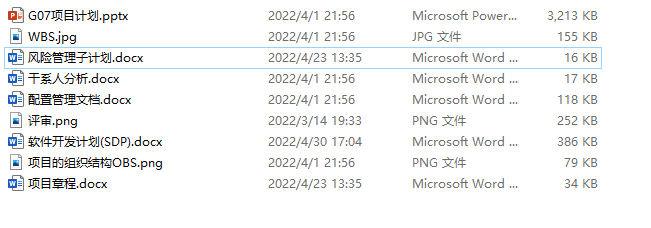 G07项目计划.pptx 2022/4/1 21:56 Microsoft Power... 3,213 KB
WBS.jpg 2022/4/1 21:56 JPG 文件 155 KB
风险管理子计划.docx 2022/4/23 13:35 Microsoft Word ... 16 KB
干系人分析.docx 2022/4/1 21:56 Microsoft Word ... 17 KB
配置管理文档.docx 2022/4/1 21:56 Microsoft Word ... 118 KB
评审.png 2022/3/14 19:33 PNG 文件 252 KB
软件开发计划(SDP).docx 2022/4/30 17:04 Microsoft Word ... 386 KB
项目的组织结构OBS.png 2022/4/1 21:56 PNG 文件 79 KB
项目章程.docx 2022/4/23 13:35 Microsoft Word ... 34 KB